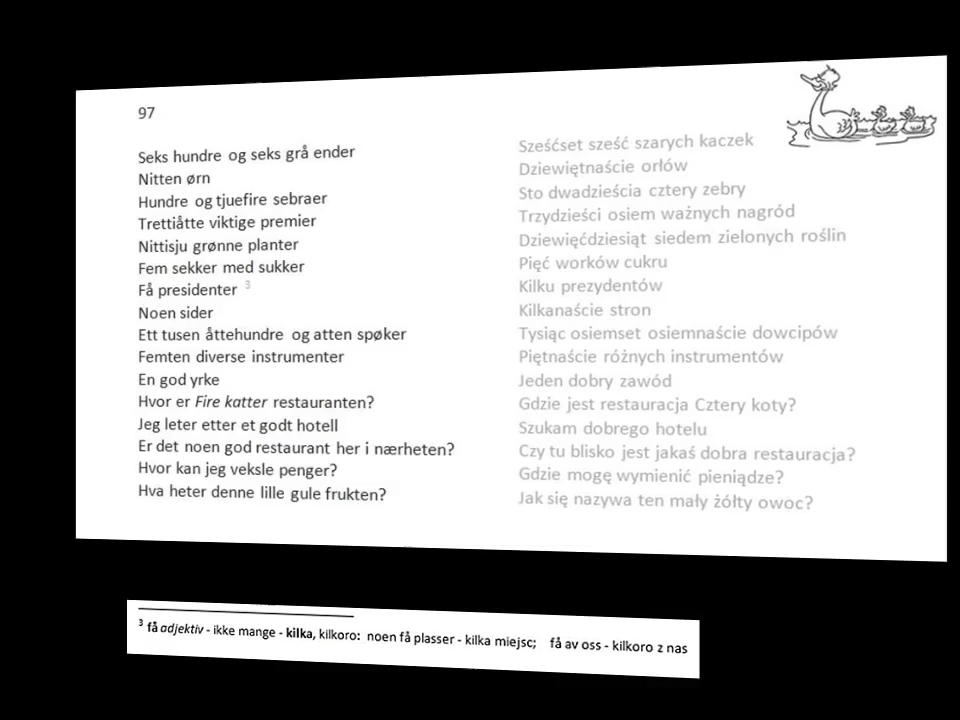 97
Seks hundre og seks grå ender
Nitten ørn
Hundre og tjuefire sebraer
Trettiåtte viktige premier
Nittisju grønne planter
Fem sekker med sukker
Få presidenter 3
Noen sider
Ett tusen åttehundre og atten spøker
Femten diverse instrumenter
En god yrke
Hvor er Fire katter restauranten?
Jeg leter etter et godt hotell
Er det noen god restaurant her i nærheten?
Hvor kan jeg veksle penger?
Hva heter denne lille gule frukten?
Sześćset sześć szarych kaczek
Dziewiętnaście orłów
Sto dwadzieścia cztery zebry
Trzydzieści osiem ważnych nagród
Dziewięćdziesiąt siedem zielonych roślin
Pięć worków cukru
Kilku prezydentów
Kilkanaście stron
Tysiąc osiemset osiemnaście dowcipów
Piętnaście różnych instrumentów
Jeden dobry zawód
Gdzie jest restauracja Cztery koty?
Szukam dobrego hotelu
Czy tu blisko jest jakaś dobra restauracja?
Gdzie mogę wymienić pieniądze?
Jak się nazywa ten mały żółty owoc?
3 få adjektiv - ikke mange - kilka, kilkoro: noen få plasser - kilka miejsc; få av oss - kilkoro z nas